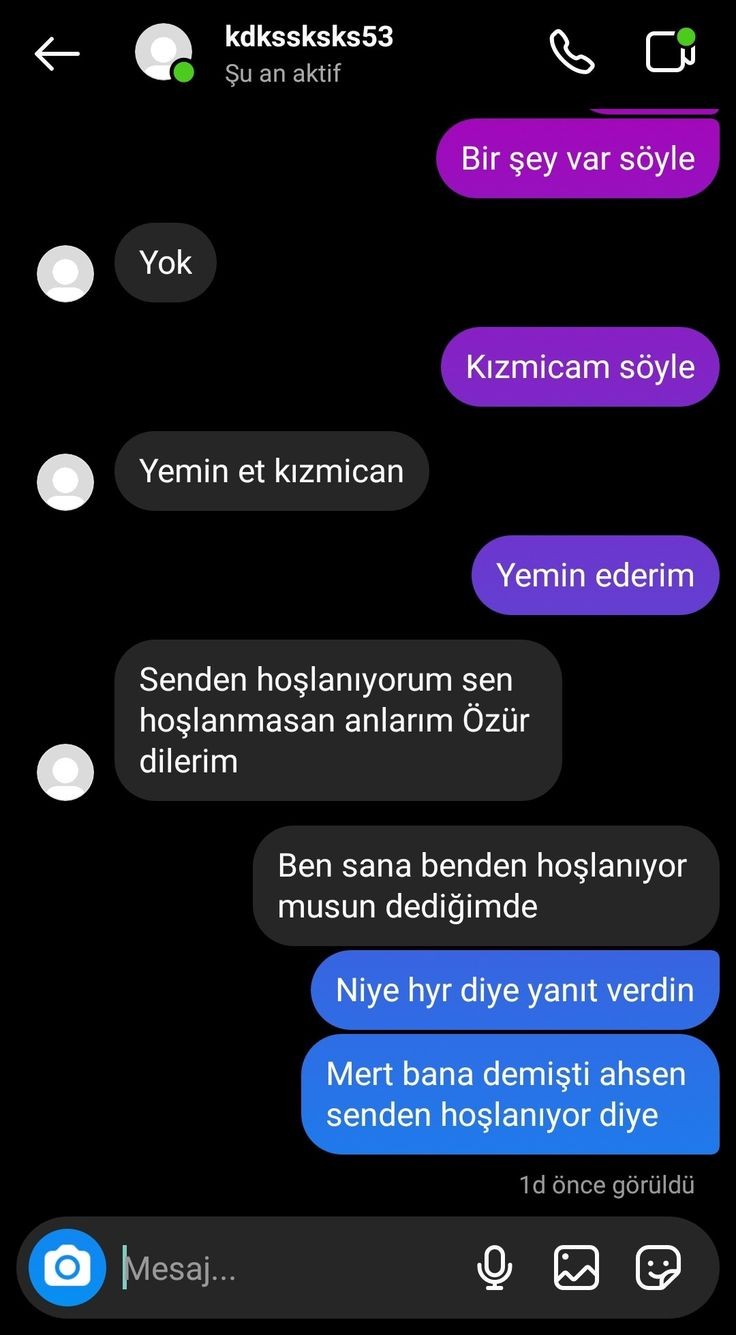 kdkssksks53
Şu an aktif
Bir şey var söyle
Yok
Kızmicam söyle
Yemin et kızmican
Yemin ederim
Senden hoşlanıyorum sen
hoşlanmasan anlarım Özür
dilerim
Ben sana benden hoşlanıyor
musun dediğimde
Niye hyr diye yanıt verdin
Mert bana demişti ahsen
senden hoşlanıyor diye
1d önce görüldü
Mesaj...